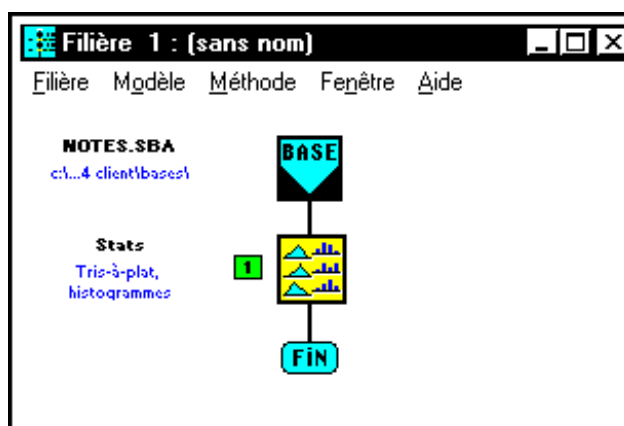 Filière 1 : (sans nom)
Filière Modèle Méthode Fenêtre Aide
NOTES.SBA
c:\...4 client\bases\
BASE
Stats
Tris-à-plat,
histogrammes
1
FiN